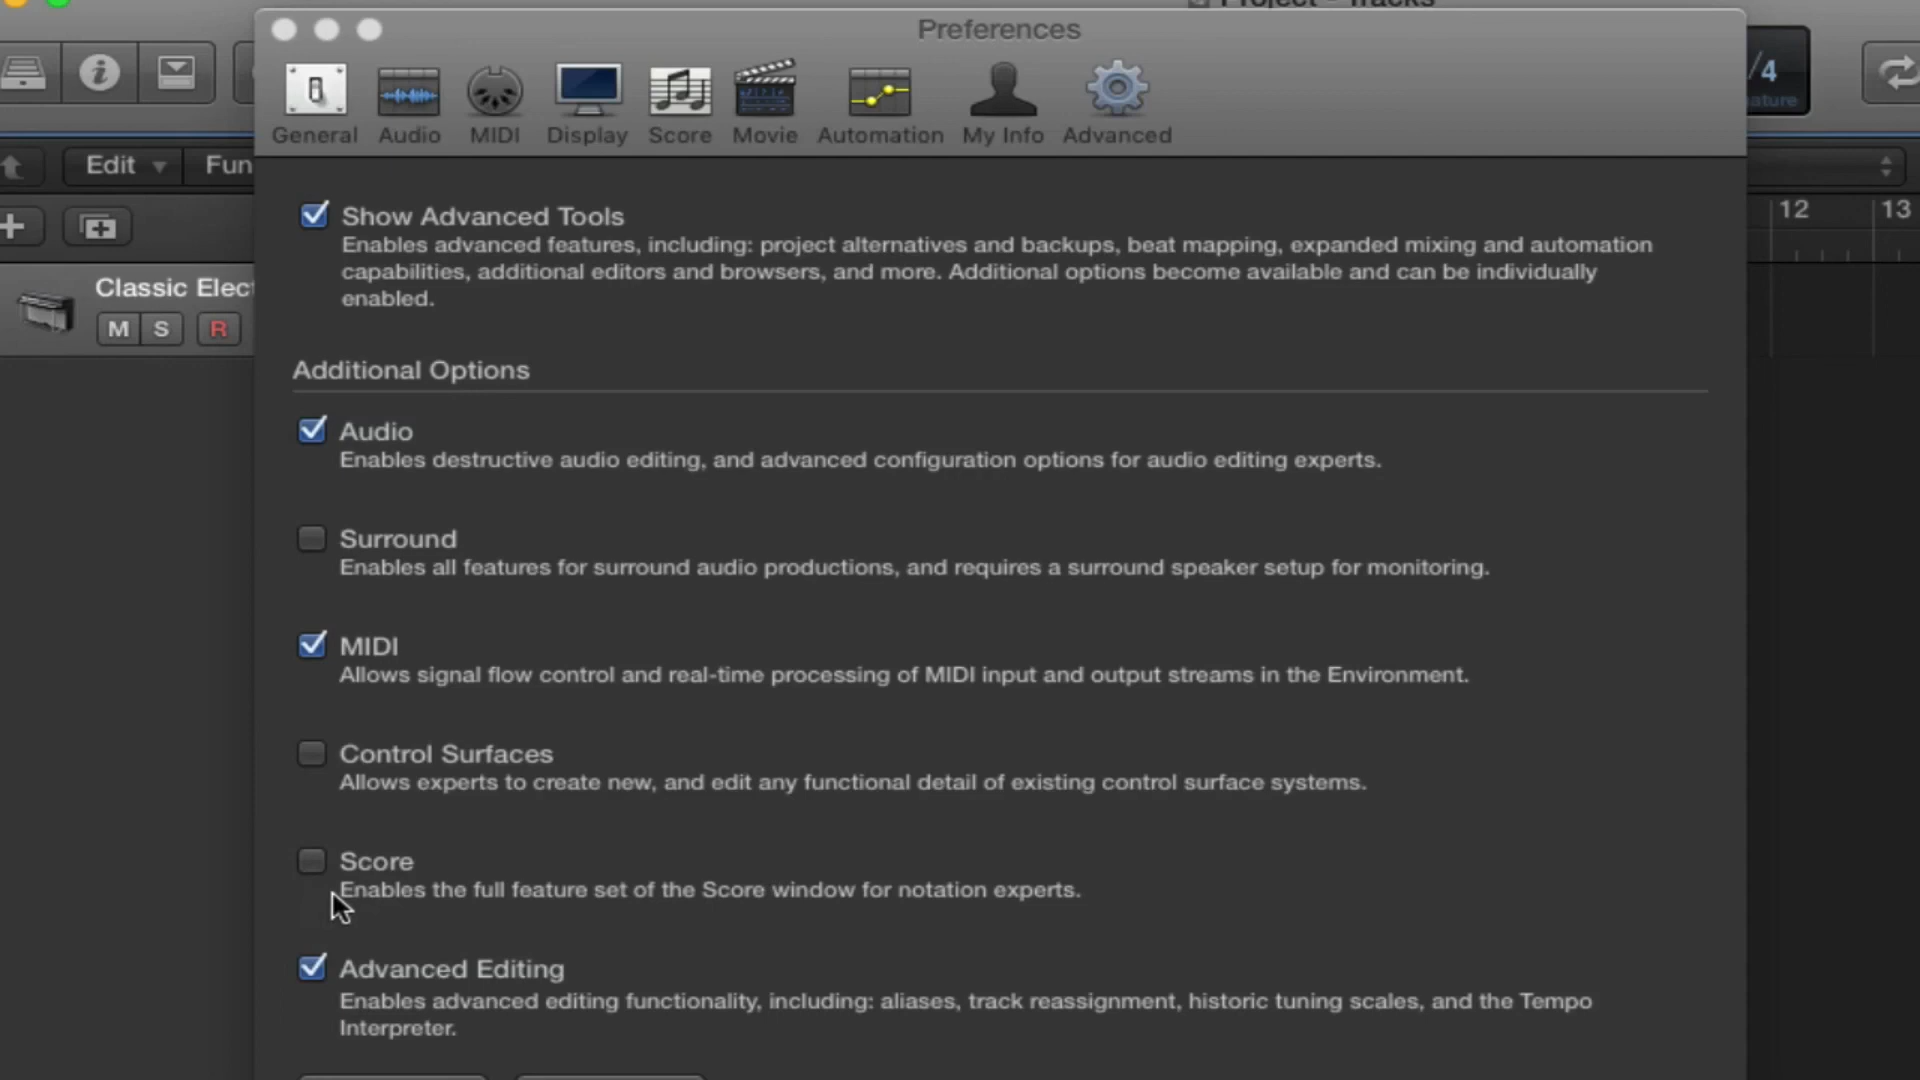 Project - Tracks
Preferences
General Audio MIDI Display Score Movie Automation My Info Advanced
/4
Edit
12 13
Show Advanced Tools
Enables advanced features, including: project alternatives and backups, beat mapping, expanded mixing and automation
capabilities, additional editors and browsers, and more. Additional options become available and can be individually
enabled.
Classic Elect
M S R
Additional Options
Audio
Enables destructive audio editing, and advanced configuration options for audio editing experts.
Surround
Enables all features for surround audio productions, and requires a surround speaker setup for monitoring.
MIDI
Allows signal flow control and real-time processing of MIDI input and output streams in the Environment.
Control Surfaces
Allows experts to create new, and edit any functional detail of existing control surface systems.
Score
Enables the full feature set of the Score window for notation experts.
Advanced Editing
Enables advanced editing functionality, including: aliases, track reassignment, historic tuning scales, and the Tempo
Interpreter.